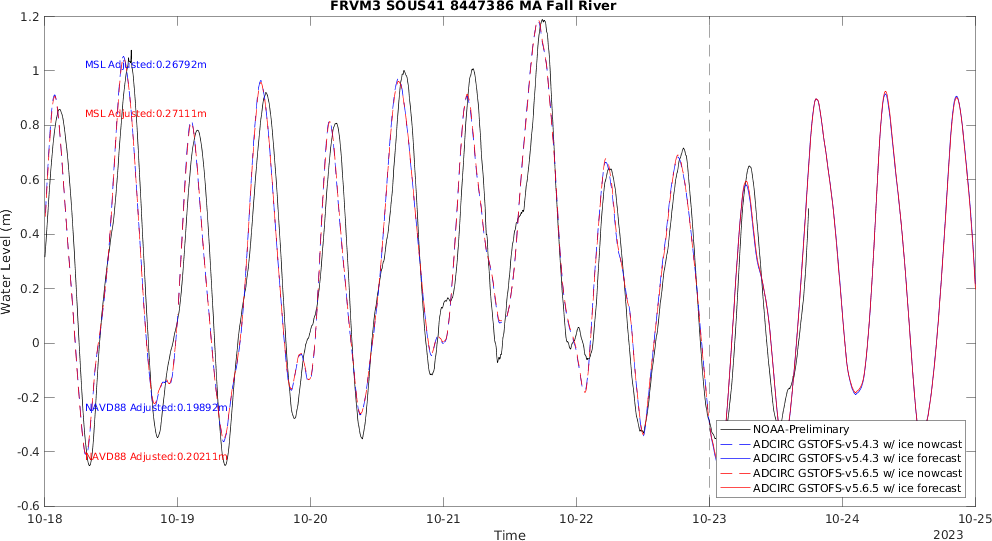 FRVM3 SOUS41 8447386 MA Fall River
1.2
1
0.8
0.6
0.4
0.2
0
-0.2
-0.4
-0.6
Water Level (m)
MSL Adjusted:0.26792m
MSL Adjusted:0.27111m
NAVD88 Adjusted:0.19892m
NAVD88 Adjusted:0.20211m
NOAA-Preliminary
ADCIRC GSTOFS-v5.4.3 w/ ice nowcast
ADCIRC GSTOFS-v5.4.3 w/ ice forecast
ADCIRC GSTOFS-v5.6.5 w/ ice nowcast
ADCIRC GSTOFS-v5.6.5 w/ ice forecast
10-18 10-19 10-20 10-21 10-22 10-23 10-24 10-25
Time
2023